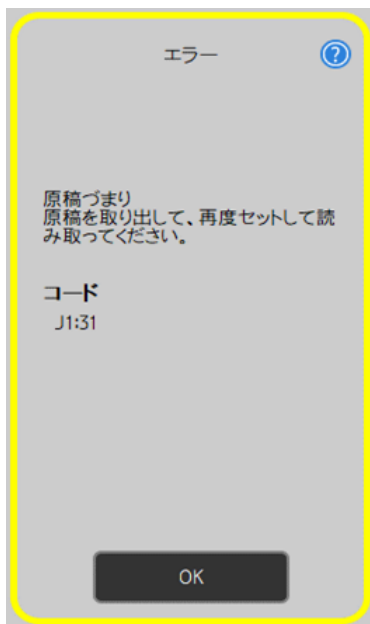 エラー
?
原稿づまり
原稿を取り出して、再度セットして読
み取ってください。
コード
J1:31
OK